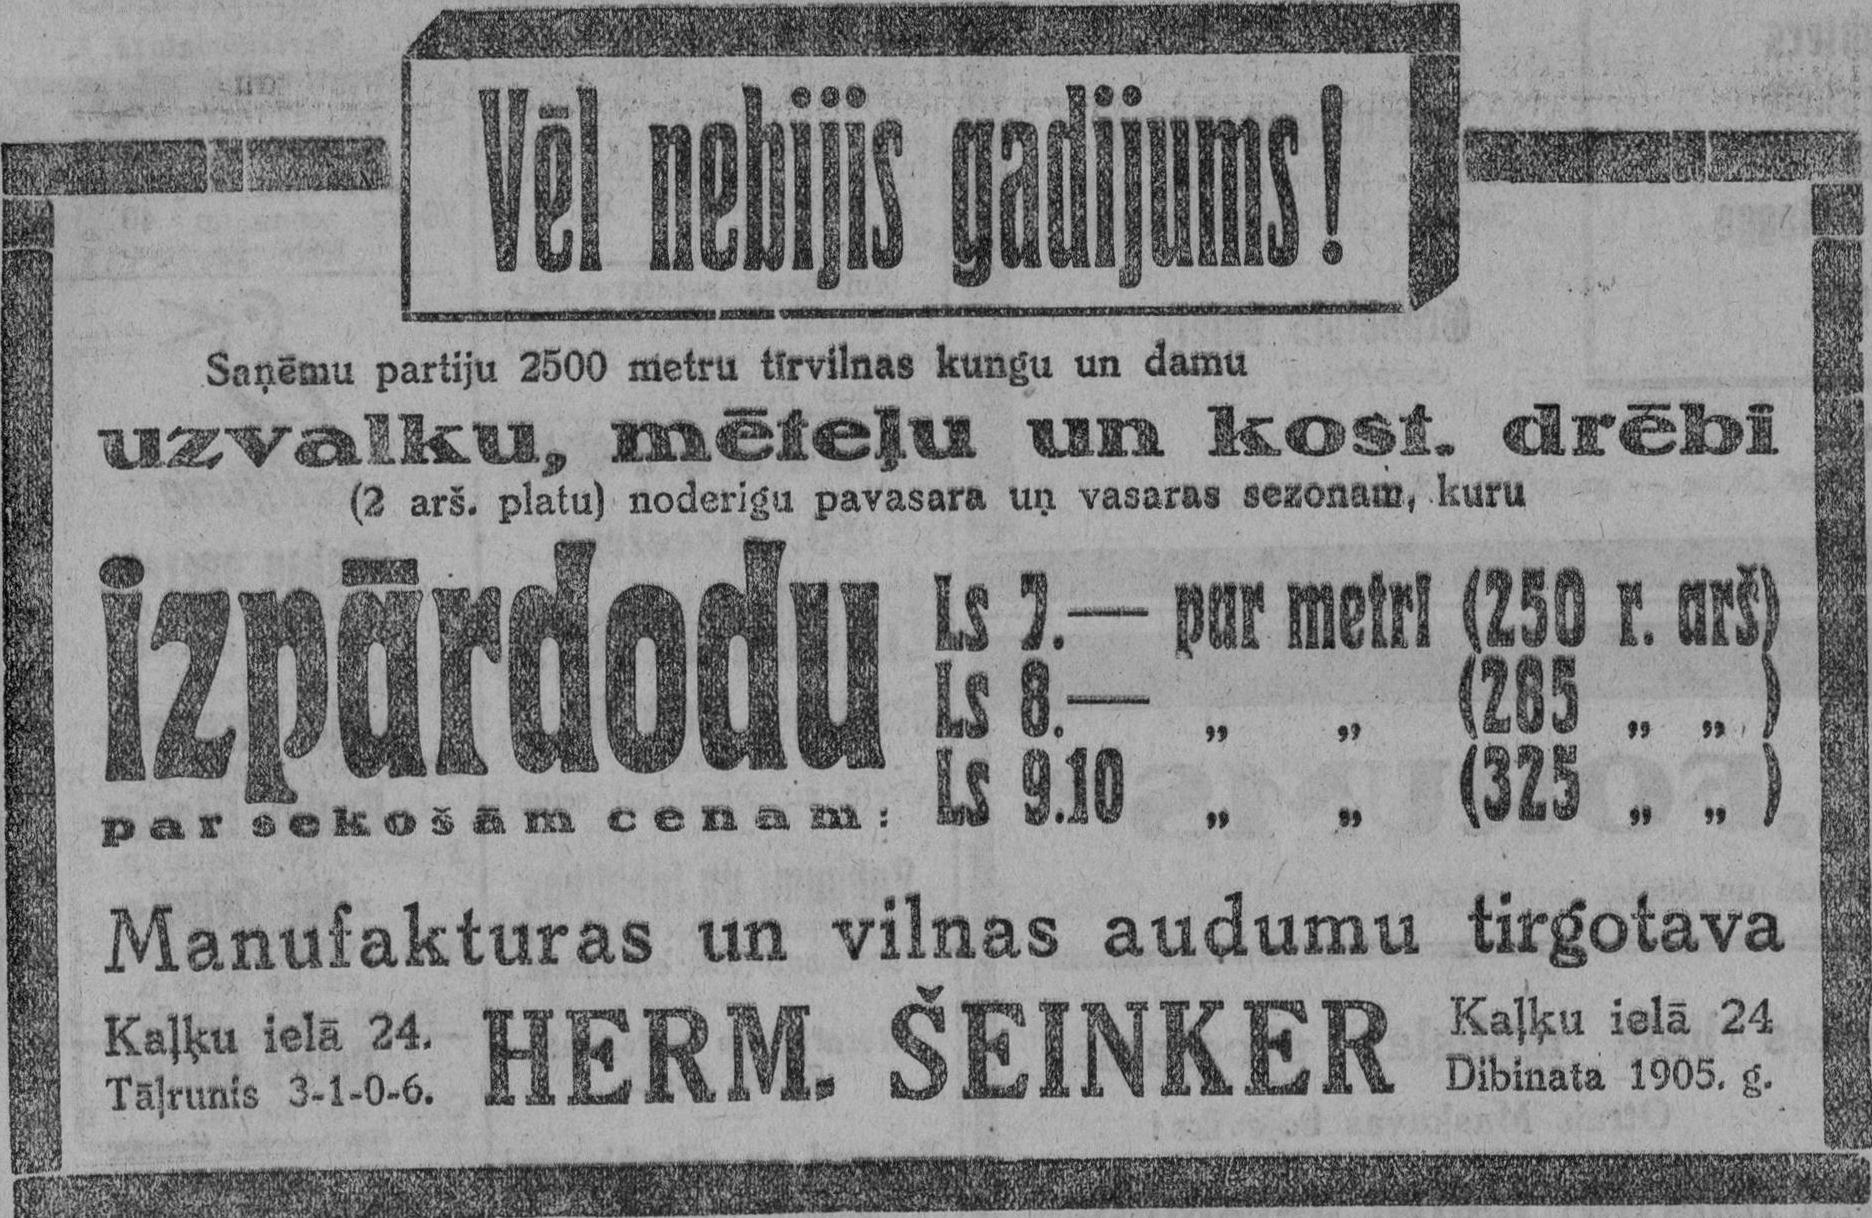 Vēl nebijis gadijums!
Saņēmu partiju 2500 metru tīrvilnas kungu un damu
uzvalku, mēteļu un kost. drēbi
(2 arš. platu) noderigu pavasara uņ vasaras sezonam, kuru
izpārdodu
par sekošām cenam:
Ls 7.— par metri (250 r. arš)
Ls 8.— „ „ (285 „ „ )
Ls 9.10 „ „ (325 „ „ )
Manufakturas un vilnas audumu tirgotava
Kaļķu ielā 24.
Tāļrunis 3-1-0-6.
HERM. ŠEINKER
Kaļķu ielā 24
Dibinata 1905. g.